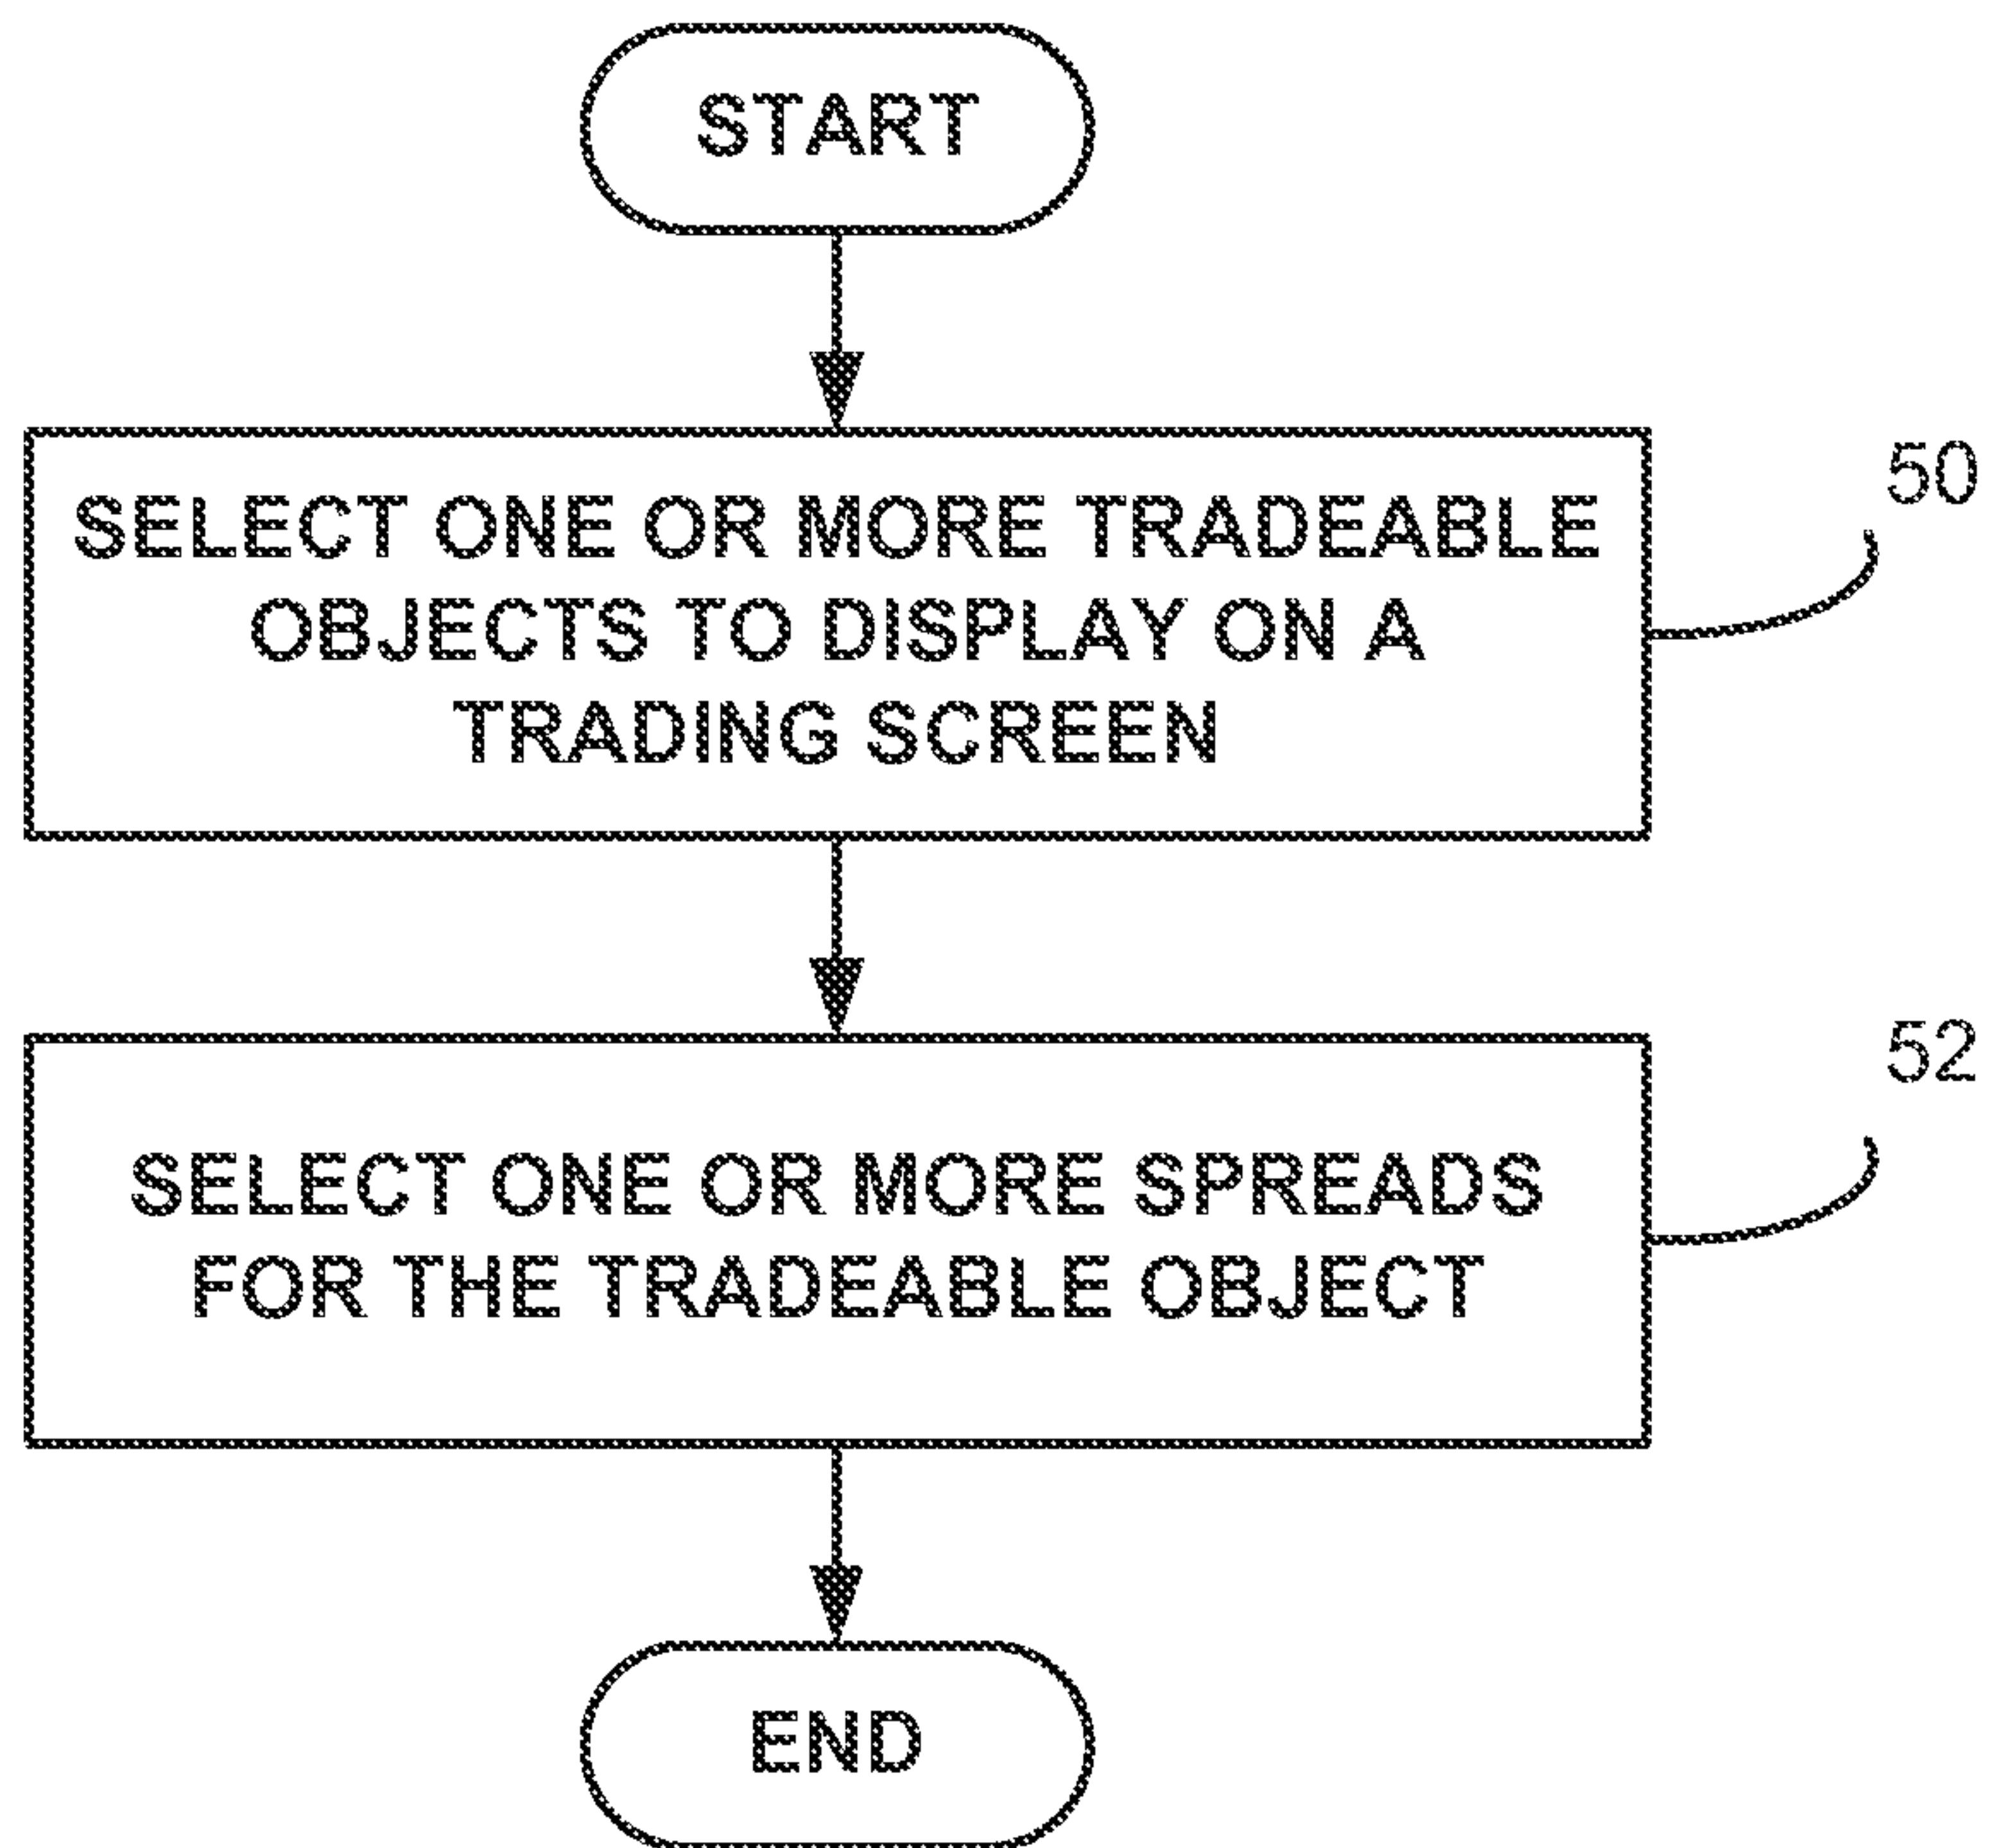 START
SELECT ONE OR MORE TRADEABLE
OBJECTS TO DISPLAY ON A
TRADING SCREEN
50
SELECT ONE OR MORE SPREADS
FOR THE TRADEABLE OBJECT
52
END